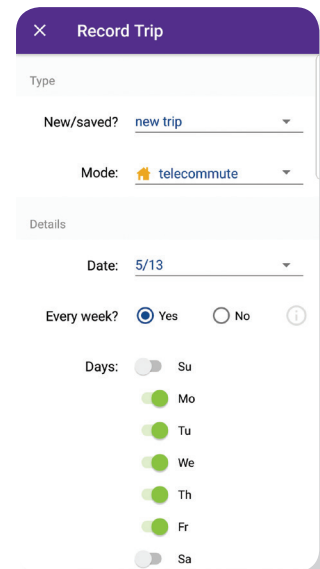 × Record Trip
Type
New/saved? new trip
Mode: telecommute
Details
Date: 5/13
Every week? Yes No i
Days: Su
Mo
Tu
We
Th
Fr
Sa